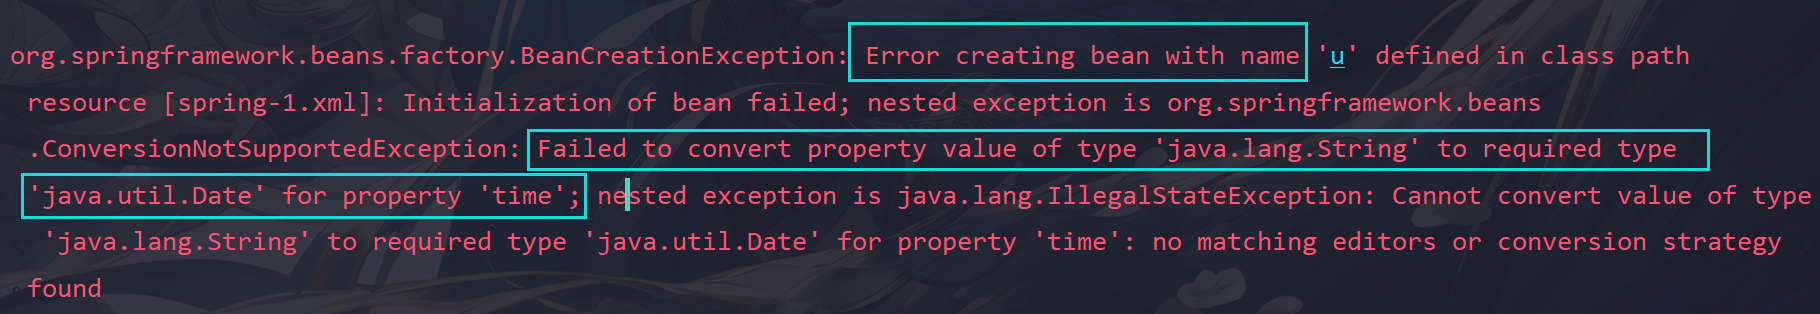 org.springframework.beans.factory.BeanCreationException: Error creating bean with name 'u' defined in class path
resource [spring-1.xml]: Initialization of bean failed; nested exception is org.springframework.beans
.ConversionNotSupportedException: Failed to convert property value of type 'java.lang.String' to required type
'java.util.Date' for property 'time'; nested exception is java.lang.IllegalStateException: Cannot convert value of type
'java.lang.String' to required type 'java.util.Date' for property 'time': no matching editors or conversion strategy
found